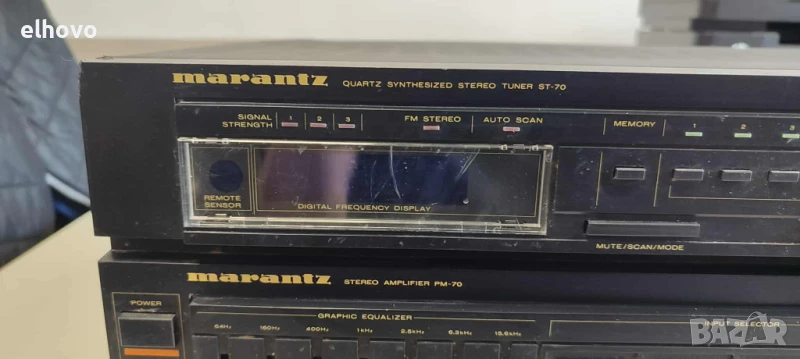 elhovo
marantz QUARTZ SYNTHESIZED STEREO TUNER ST-70
SIGNAL STRENGTH 1 2 3 FM STEREO AUTO SCAN MEMORY 1 2 3
REMOTE SENSOR
DIGITAL FREQUENCY DISPLAY
MUTE/SCAN/MODE
marantz STEREO AMPLIFIER PM-70
POWER
GRAPHIC EQUALIZER
INPUT SELECTOR
64Hz 160Hz 400Hz 1kHz 2.5kHz 6.3kHz 15.6kHz
BAZAR